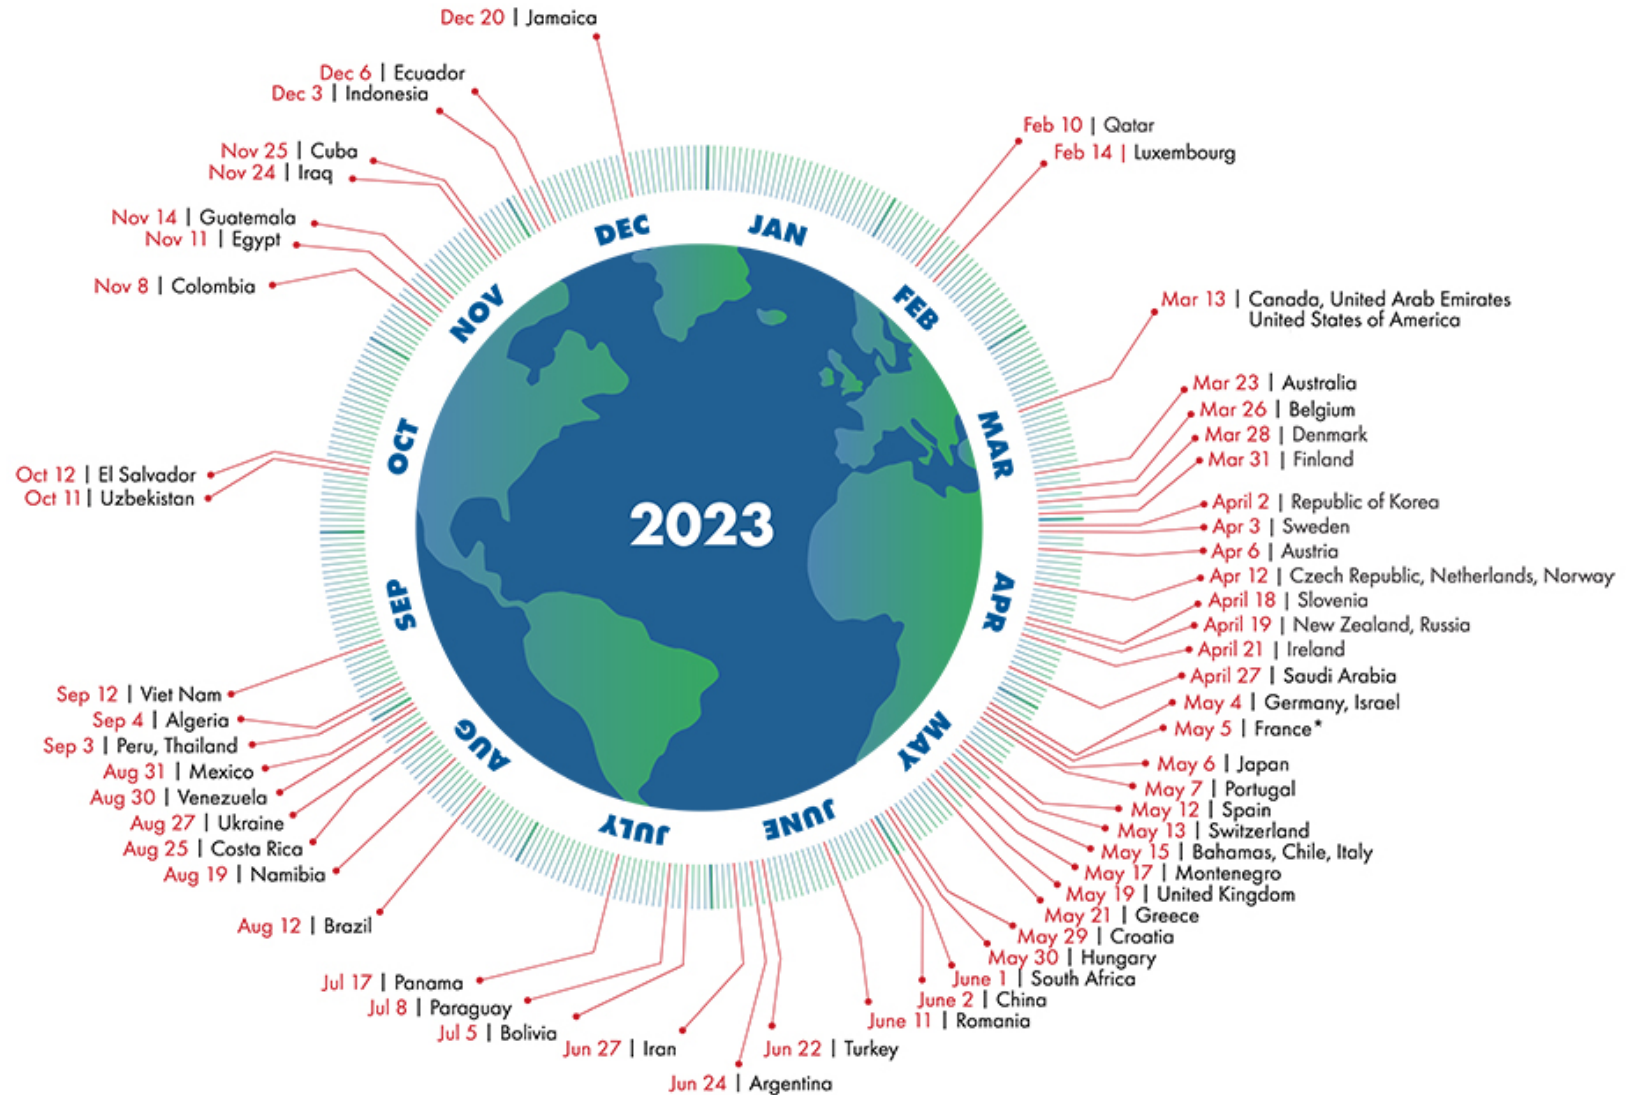 Dec 20 | Jamaica
Dec 6 | Ecuador
Dec 3 | Indonesia
Nov 25 | Cuba
Nov 24 | Iraq
Nov 14 | Guatemala
Nov 11 | Egypt
Nov 8 | Colombia
Oct 12 | El Salvador
Oct 11 | Uzbekistan
Sep 12 | Viet Nam
Sep 4 | Algeria
Sep 3 | Peru, Thailand
Aug 31 | Mexico
Aug 30 | Venezuela
Aug 27 | Ukraine
Aug 25 | Costa Rica
Aug 19 | Namibia
Aug 12 | Brazil
Jul 17 | Panama
Jul 8 | Paraguay
Jul 5 | Bolivia
Jun 27 | Iran
Jun 24 | Argentina
Jun 22 | Turkey
Feb 10 | Qatar
Feb 14 | Luxembourg
Mar 13 | Canada, United Arab Emirates
United States of America
Mar 23 | Australia
Mar 26 | Belgium
Mar 28 | Denmark
Mar 31 | Finland
April 2 | Republic of Korea
Apr 3 | Sweden
Apr 6 | Austria
Apr 12 | Czech Republic, Netherlands, Norway
April 18 | Slovenia
April 19 | New Zealand, Russia
April 21 | Ireland
April 27 | Saudi Arabia
May 4 | Germany, Israel
May 5 | France*
May 6 | Japan
May 7 | Portugal
May 12 | Spain
May 13 | Switzerland
May 15 | Bahamas, Chile, Italy
May 17 | Montenegro
May 19 | United Kingdom
May 21 | Greece
May 29 | Croatia
May 30 | Hungary
June 1 | South Africa
June 2 | China
June 11 | Romania
JAN
FEB
MAR
APR
MAY
JUNE
JULY
AUG
SEP
OCT
NOV
DEC
2023